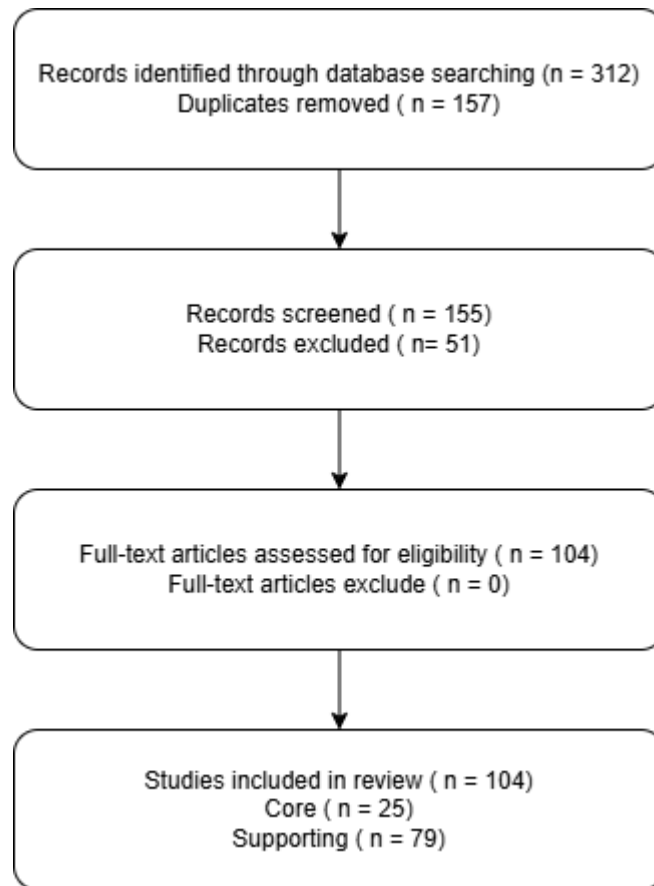 Records identified through database searching (n = 312)
Duplicates removed ( n = 157)
Records screened ( n = 155)
Records excluded ( n= 51)
Full-text articles assessed for eligibility ( n = 104)
Full-text articles exclude ( n = 0)
Studies included in review ( n = 104)
Core ( n = 25)
Supporting ( n = 79)